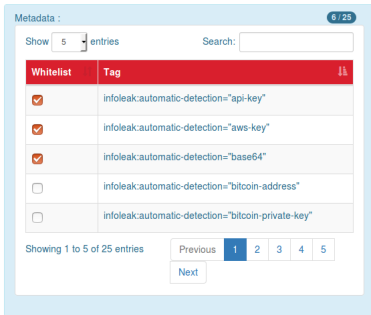 Metadata : 6 / 25
Show 5 entries Search:
Whitelist Tag
infoleak:automatic-detection="api-key"
infoleak:automatic-detection="aws-key"
infoleak:automatic-detection="base64"
infoleak:automatic-detection="bitcoin-address"
infoleak:automatic-detection="bitcoin-private-key"
Showing 1 to 5 of 25 entries Previous 1 2 3 4 5
Next